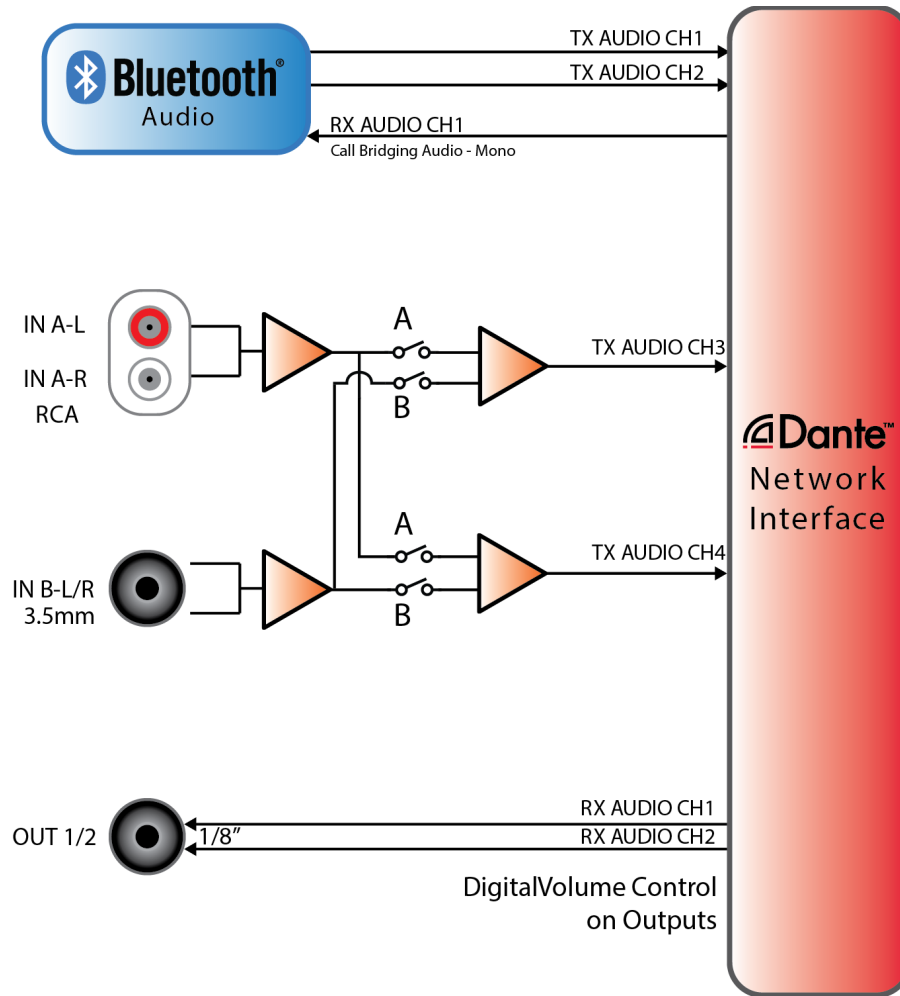 Bluetooth®
Audio
TX AUDIO CH1
TX AUDIO CH2
RX AUDIO CH1
Call Bridging Audio - Mono
IN A-L
IN A-R
RCA
A
B
TX AUDIO CH3
Dante™
Network
Interface
IN B-L/R
3.5mm
A
B
TX AUDIO CH4
OUT 1/2
1/8”
RX AUDIO CH1
RX AUDIO CH2
DigitalVolume Control
on Outputs